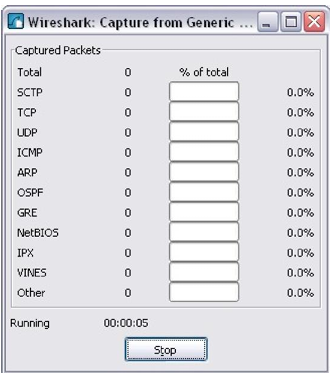 Wireshark: Capture from Generic ...
Captured Packets
Total 0 % of total
SCTP 0 0.0%
TCP 0 0.0%
UDP 0 0.0%
ICMP 0 0.0%
ARP 0 0.0%
OSPF 0 0.0%
GRE 0 0.0%
NetBIOS 0 0.0%
IPX 0 0.0%
VINES 0 0.0%
Other 0 0.0%
Running 00:00:05
Stop